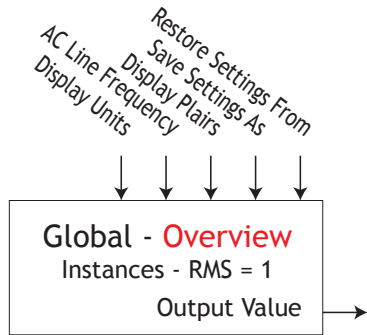 Display Units
AC Line Frequency
Display Plairs
Save Settings As
Restore Settings From
Global - Overview
Instances - RMS = 1
Output Value